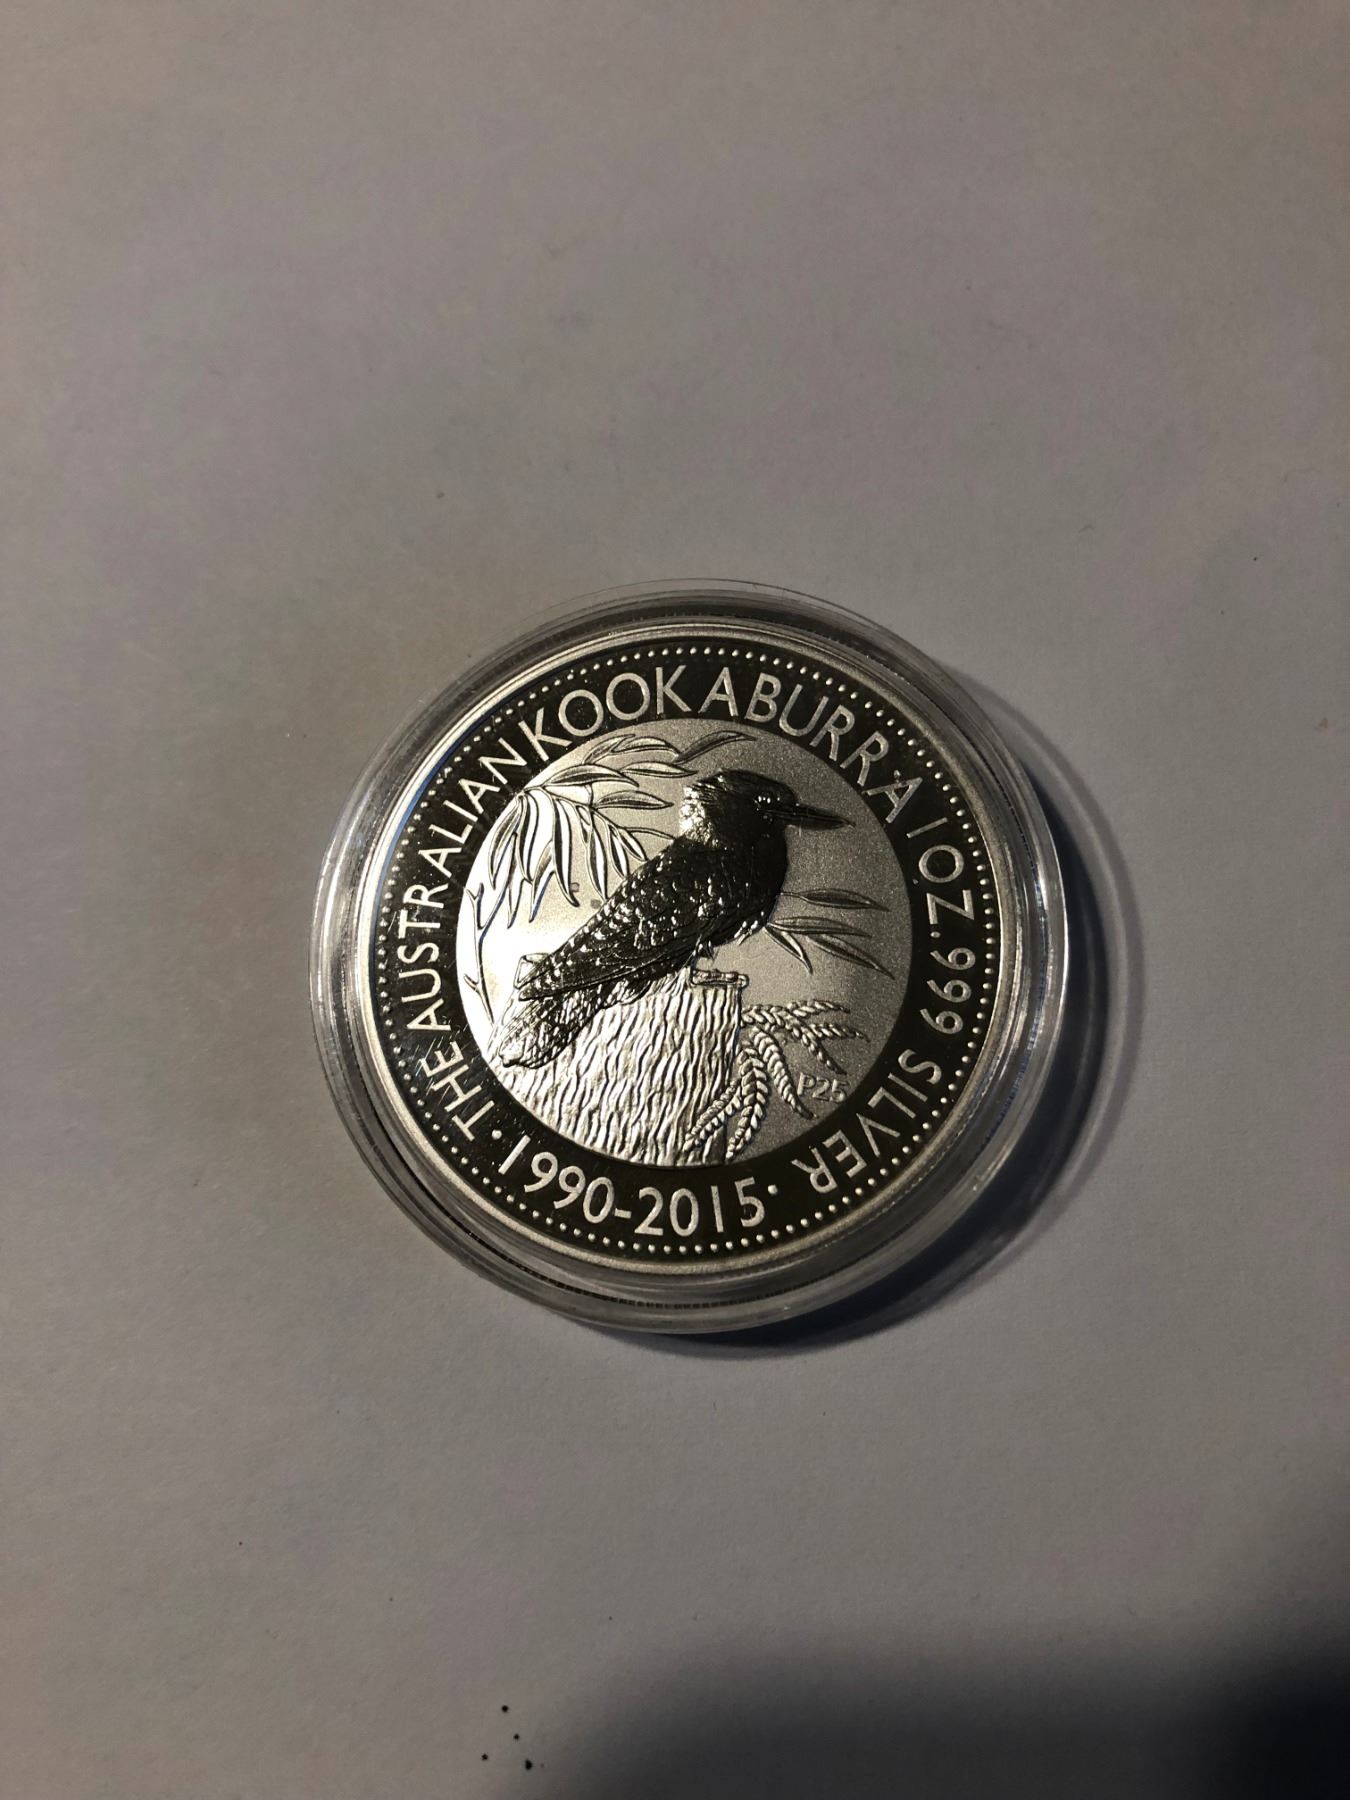 · THE AUSTRALIAN KOOKABURRA 1 OZ. 999 SILVER
· 1990-2015 ·
P25